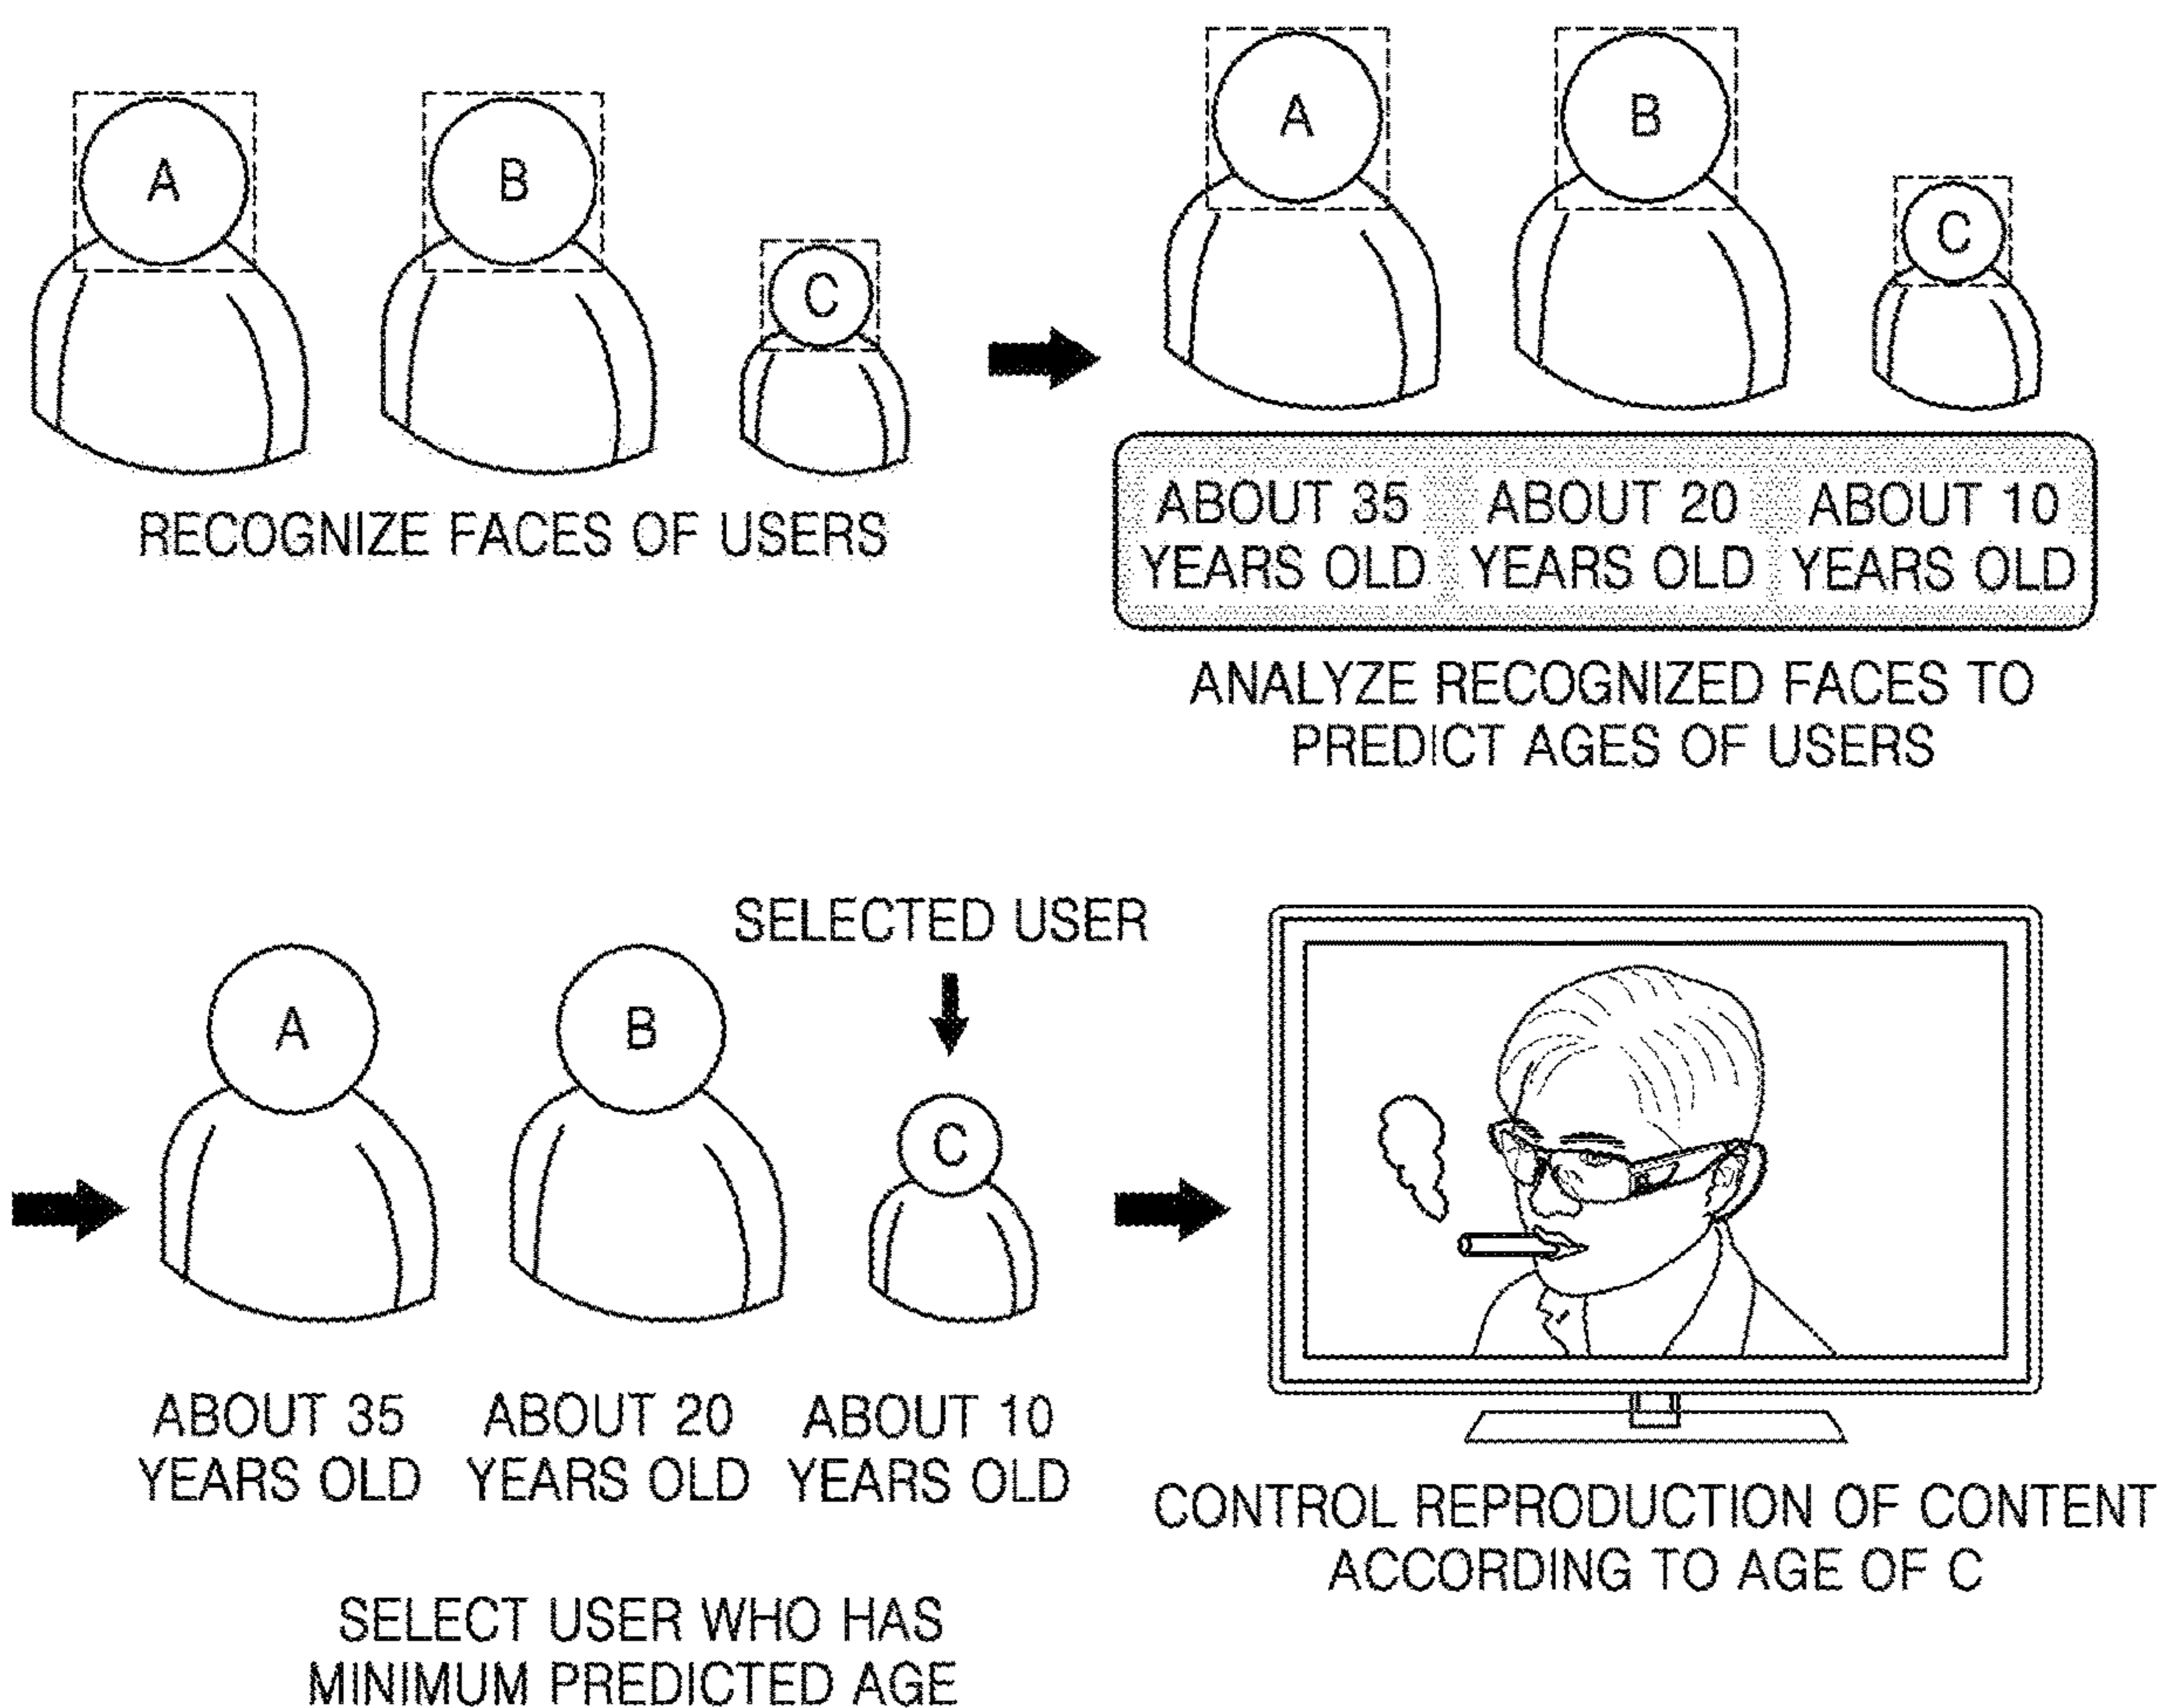 A
B
C
RECOGNIZE FACES OF USERS
A
B
C
ABOUT 35 ABOUT 20 ABOUT 10
YEARS OLD YEARS OLD YEARS OLD
ANALYZE RECOGNIZED FACES TO
PREDICT AGES OF USERS
SELECTED USER
A
B
C
ABOUT 35 ABOUT 20 ABOUT 10
YEARS OLD YEARS OLD YEARS OLD
SELECT USER WHO HAS
MINIMUM PREDICTED AGE
CONTROL REPRODUCTION OF CONTENT
ACCORDING TO AGE OF C